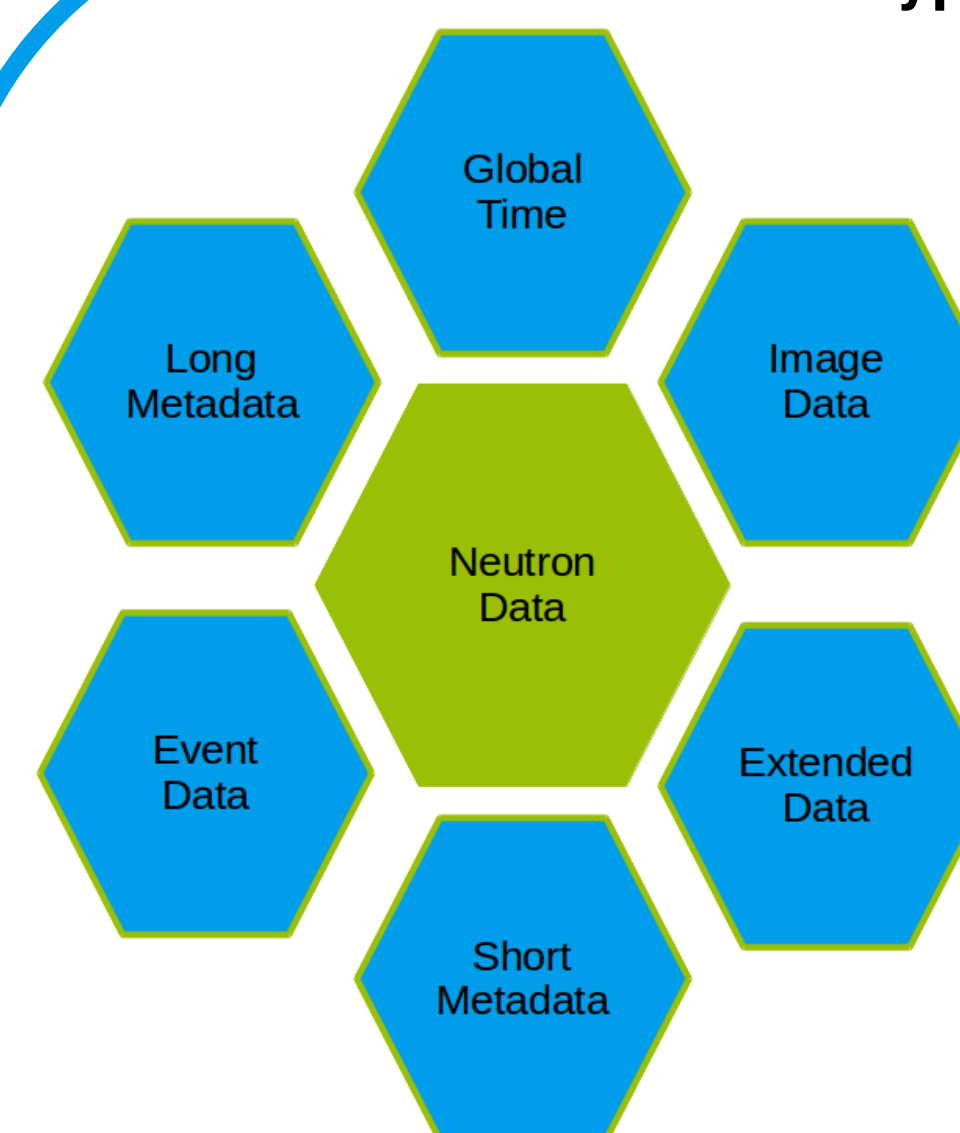 Global
Time
Long
Metadata
Image
Data
Neutron
Data
Event
Data
Extended
Data
Short
Metadata